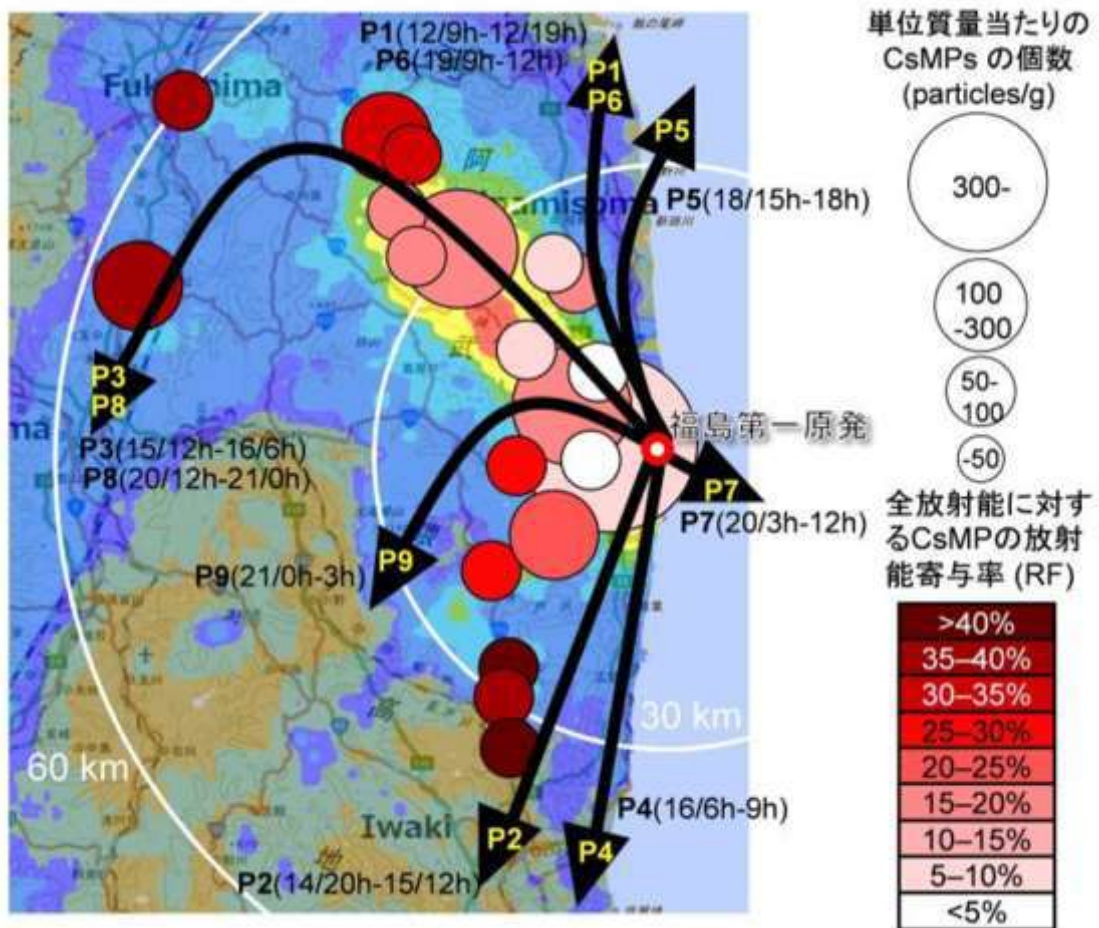 P1(12/9h-12/19h)
P6(19/9h-12h)
Fukushima
P1
P6
P5
阿
Minamisoma
P5(18/15h-18h)
武
P3
P8
P3(15/12h-16/6h)
P8(20/12h-21/0h)
福島第一原発
P7
P7(20/3h-12h)
P9
P9(21/0h-3h)
高
30 km
60 km
Iwaki
地
P2
P4
P4(16/6h-9h)
P2(14/20h-15/12h)
単位質量当たりの
CsMPs の個数
(particles/g)
300-
100
-300
50-
100
-50
全放射能に対す
るCsMPの放射
能寄与率 (RF)
>40%
35–40%
30–35%
25–30%
20–25%
15–20%
10–15%
5–10%
<5%